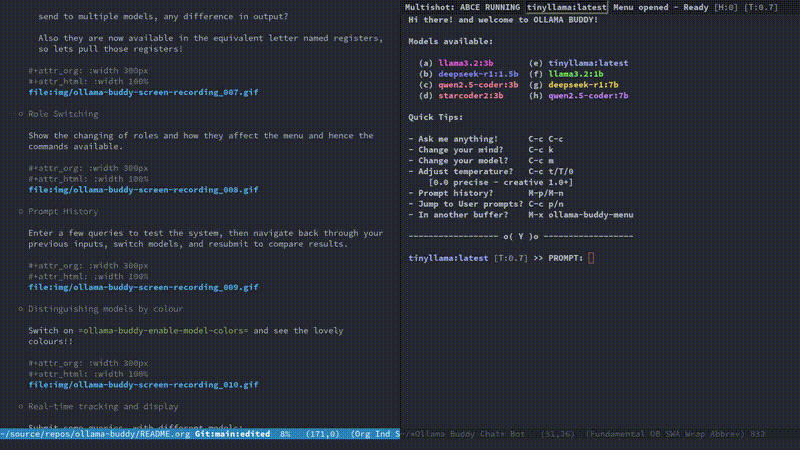 send to multiple models, any difference in output?
Also they are now available in the equivalent letter named registers,
so lets pull those registers!
#+attr_org: :width 300px
#+attr_html: :width 100%
file:img/ollama-buddy-screen-recording_007.gif
○ Role Switching
Show the changing of roles and how they affect the menu and hence the
commands available.
#+attr_org: :width 300px
#+attr_html: :width 100%
file:img/ollama-buddy-screen-recording_008.gif
○ Prompt History
Enter a few queries to test the system, then navigate back through your
previous inputs, switch models, and resubmit to compare results.
#+attr_org: :width 300px
#+attr_html: :width 100%
file:img/ollama-buddy-screen-recording_009.gif
○ Distinguishing models by colour
Switch on =ollama-buddy-enable-model-colors= and see the lovely
colours!!
#+attr_org: :width 300px
#+attr_html: :width 100%
file:img/ollama-buddy-screen-recording_010.gif
○ Real-time tracking and display
Submit some queries, with different models:
~/source/repos/ollama-buddy/README.org Git:main:edited 8% (171,0) (Org Ind S
Multishot: ABCE RUNNING tinyllama:latest Menu opened - Ready [H:0] [T:0.7]
Hi there! and welcome to OLLAMA BUDDY!
Models available:
(a) llama3.2:3b (e) tinyllama:latest
(b) deepseek-r1:1.5b (f) llama3.2:1b
(c) qwen2.5-coder:3b (g) deepseek-r1:7b
(d) starcoder2:3b (h) qwen2.5-coder:7b
Quick Tips:
- Ask me anything! C-c C-c
- Change your mind? C-c k
- Change your model? C-c m
- Adjust temperature? C-c t/T/0
[0.0 precise - creative 1.0+]
- Prompt history? M-p/M-n
- Jump to User prompts? C-c p/n
- In another buffer? M-x ollama-buddy-menu
------------------ o( Y )o ------------------
tinyllama:latest [T:0.7] >> PROMPT:
~/*Ollama Buddy Chat* Bot (31,36) (Fundamental OB SWA Wrap Abbrev) 832